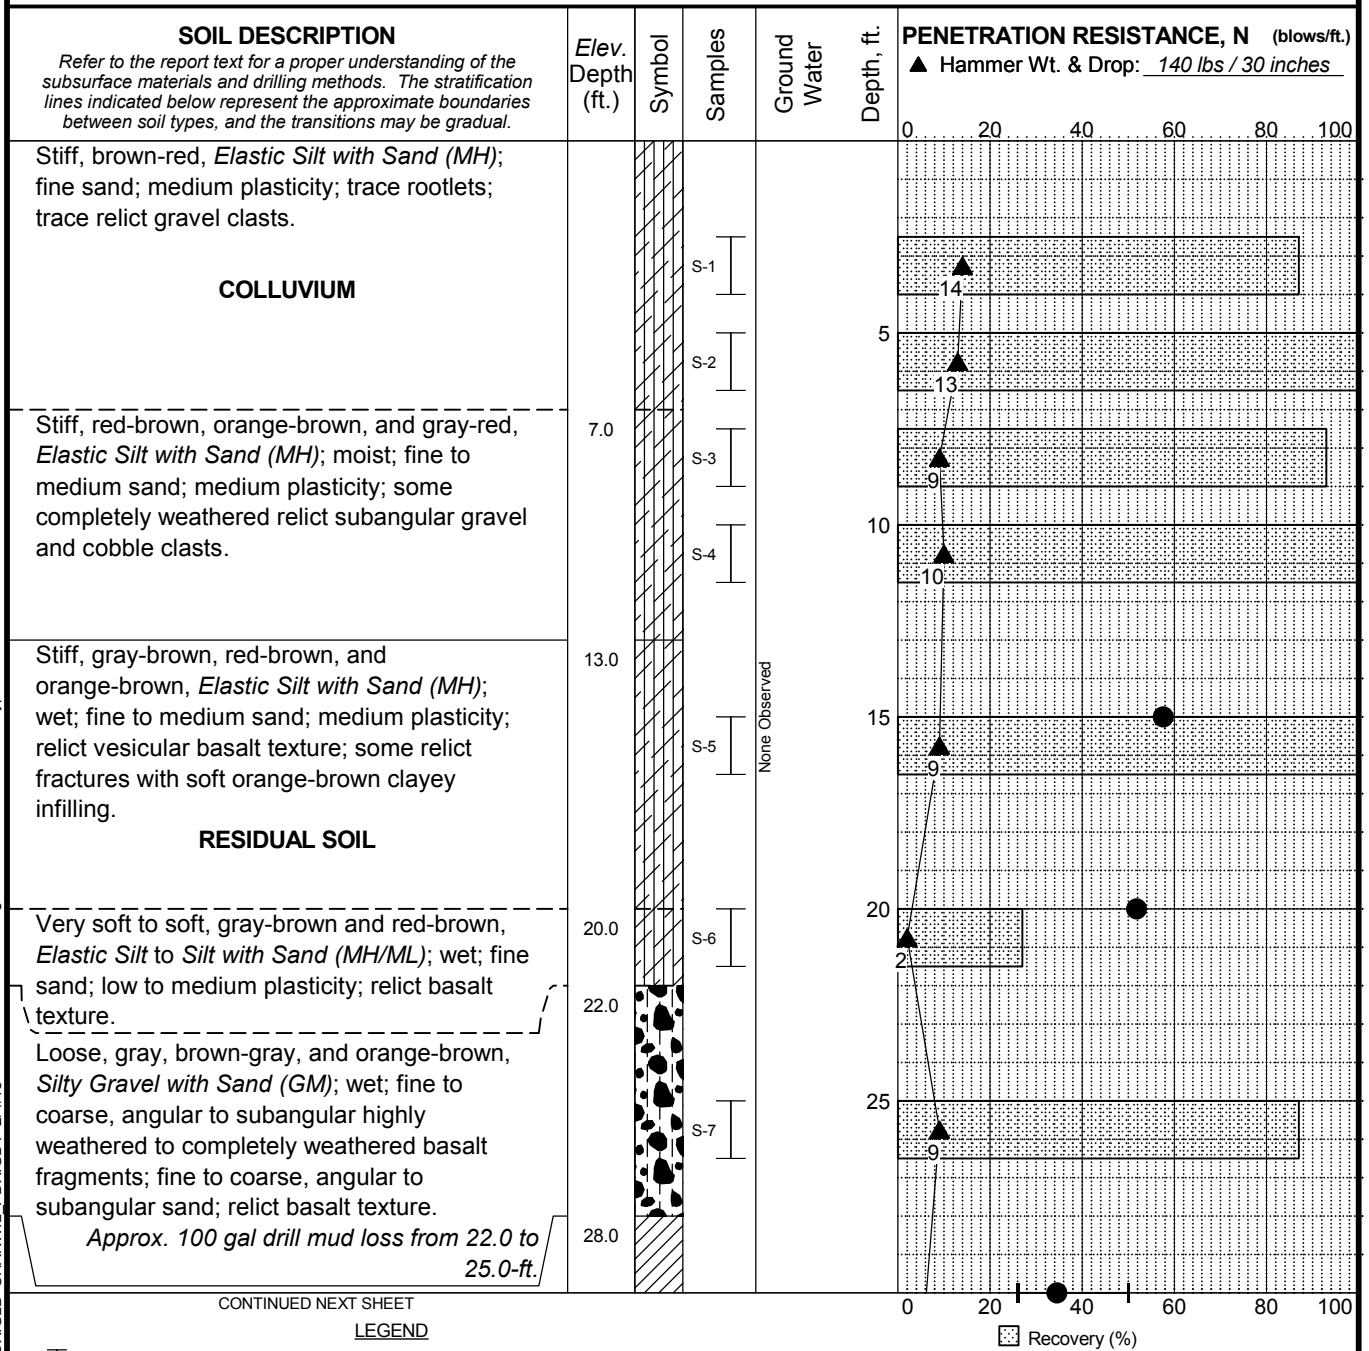 SOIL DESCRIPTION
Refer to the report text for a proper understanding of the
subsurface materials and drilling methods. The stratification
lines indicated below represent the approximate boundaries
between soil types, and the transitions may be gradual.
Elev.
Depth
(ft.)
Symbol
Samples
Ground
Water
Depth, ft.
PENETRATION RESISTANCE, N (blows/ft.)
▲ Hammer Wt. & Drop: 140 lbs / 30 inches
0 20 40 60 80 100
Stiff, brown-red, Elastic Silt with Sand (MH);
fine sand; medium plasticity; trace rootlets;
trace relict gravel clasts.
COLLUVIUM
S-1
14
5
S-2
13
Stiff, red-brown, orange-brown, and gray-red,
Elastic Silt with Sand (MH); moist; fine to
medium sand; medium plasticity; some
completely weathered relict subangular gravel
and cobble clasts.
7.0
S-3
9
10
S-4
10
Stiff, gray-brown, red-brown, and
orange-brown, Elastic Silt with Sand (MH);
wet; fine to medium sand; medium plasticity;
relict vesicular basalt texture; some relict
fractures with soft orange-brown clayey
infilling.
RESIDUAL SOIL
13.0
None Observed
15
S-5
9
Very soft to soft, gray-brown and red-brown,
Elastic Silt to Silt with Sand (MH/ML); wet; fine
sand; low to medium plasticity; relict basalt
texture.
20.0
20
S-6
2
22.0
Loose, gray, brown-gray, and orange-brown,
Silty Gravel with Sand (GM); wet; fine to
coarse, angular to subangular highly
weathered to completely weathered basalt
fragments; fine to coarse, angular to
subangular sand; relict basalt texture.
25
S-7
9
Approx. 100 gal drill mud loss from 22.0 to
25.0-ft.
28.0
CONTINUED NEXT SHEET
0 20 40 60 80 100
LEGEND
Recovery (%)